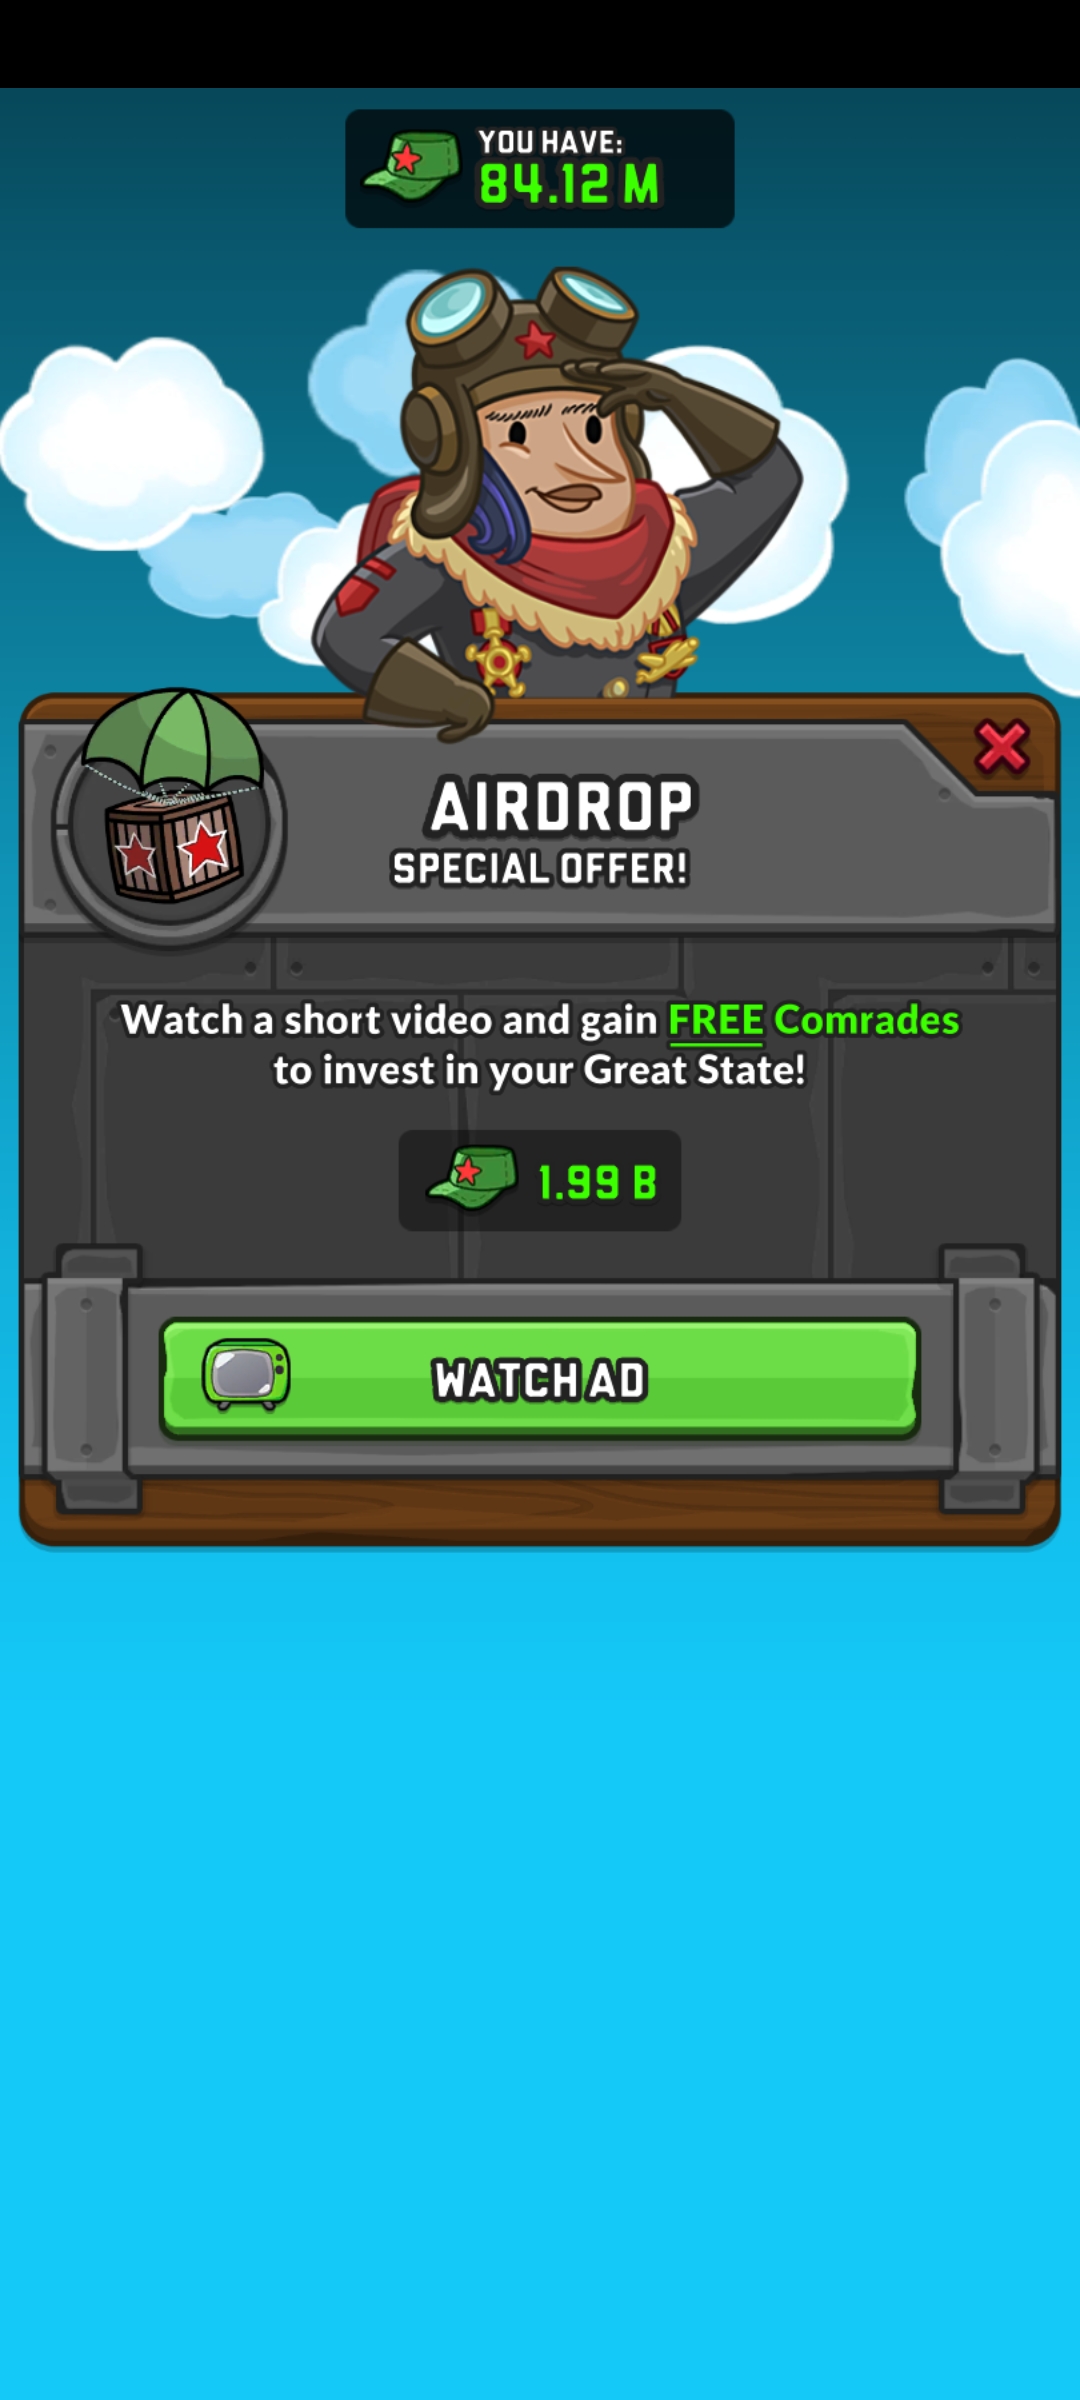 YOU HAVE:
84.12 M
AIRDROP
SPECIAL OFFER!
Watch a short video and gain FREE Comrades
to invest in your Great State!
1.99 B
WATCH AD